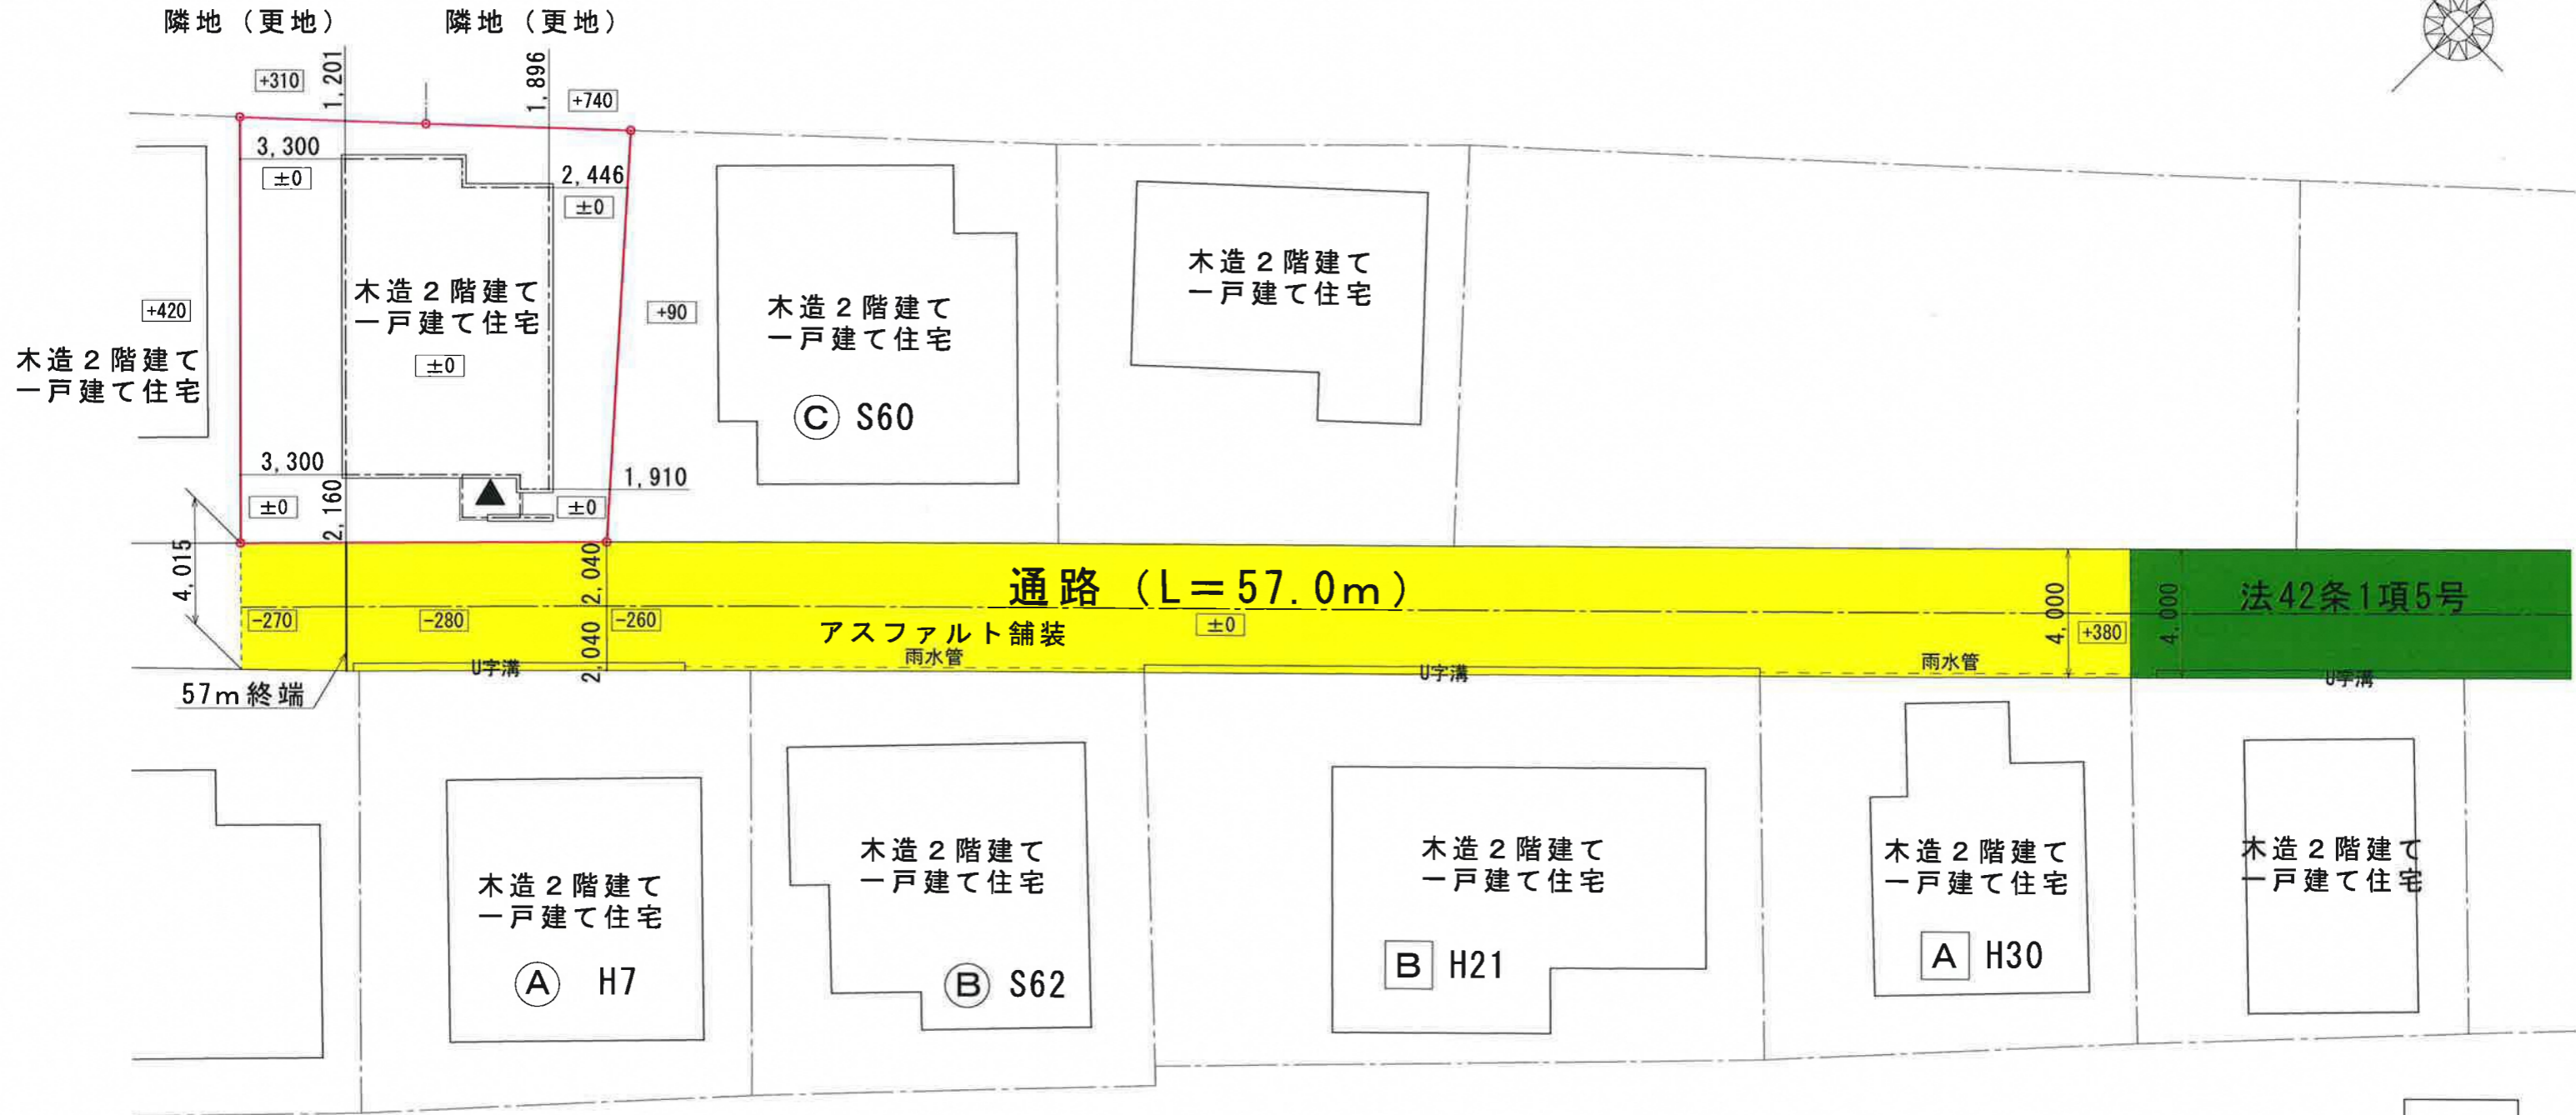 隣地（更地）
隣地（更地）
+310
1,201
1,896
+740
3,300
±0
2,446
±0
木造２階建て
一戸建て住宅
±0
+420
木造２階建て
一戸建て住宅
+90
木造２階建て
一戸建て住宅
Ⓒ S60
木造２階建て
一戸建て住宅
3,300
±0
2,160
±0
1,910
4,015
2,040
2,040
-270
-280
-260
通路（L＝57.0m）
アスファルト舗装
±0
4,000
+380
4,000
法42条1項5号
U字溝
雨水管
U字溝
雨水管
U字溝
57m終端
木造２階建て
一戸建て住宅
Ⓐ H7
木造２階建て
一戸建て住宅
Ⓑ S62
木造２階建て
一戸建て住宅
B H21
木造２階建て
一戸建て住宅
A H30
木造２階建て
一戸建て住宅